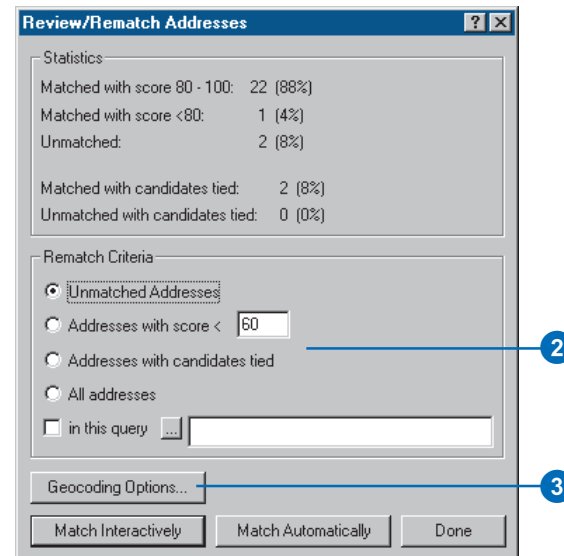 Review/Rematch Addresses
Statistics
Matched with score 80 - 100: 22 (88%)
Matched with score <80: 1 (4%)
Unmatched: 2 (8%)
Matched with candidates tied: 2 (8%)
Unmatched with candidates tied: 0 (0%)
Rematch Criteria
Unmatched Addresses
Addresses with score < 60
2
Addresses with candidates tied
All addresses
in this query ...
Geocoding Options...
3
Match Interactively Match Automatically Done